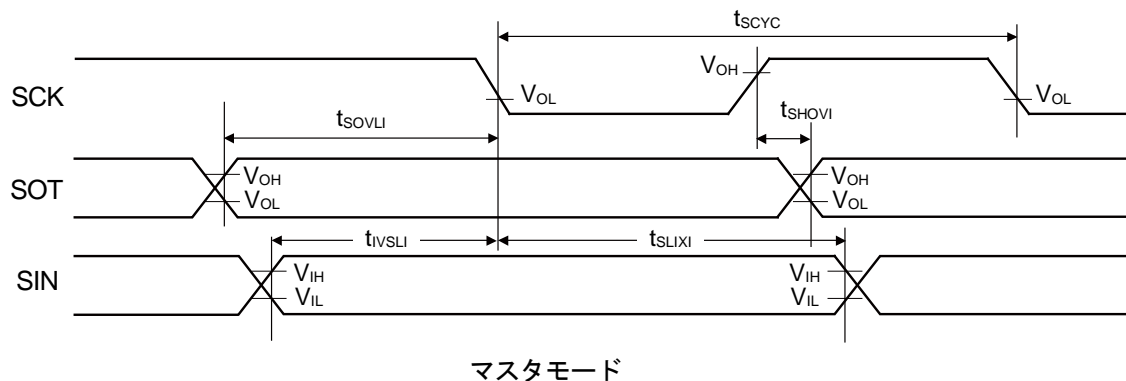 tSCYC
SCK
VOH
VOL
VOL
tSOVLI
tSHOVI
SOT
VOH
VOL
VOH
VOL
tIVSLI
tSLIXI
SIN
VIH
VIL
VIH
VIL
マスタモード